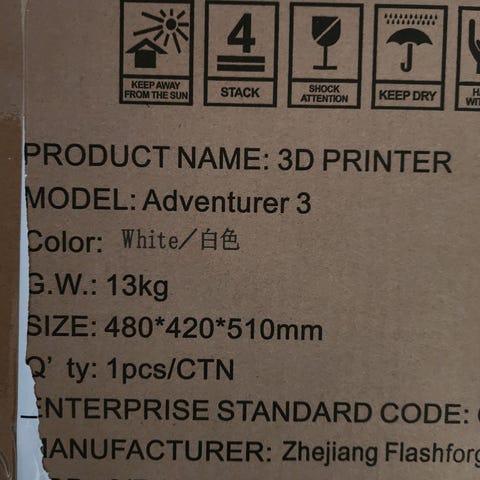 KEEP AWAY
FROM THE SUN
4
STACK
SHOCK
ATTENTION
KEEP DRY
PRODUCT NAME: 3D PRINTER
MODEL: Adventurer 3
Color: White/白色
G.W.: 13kg
SIZE: 480*420*510mm
Q' ty: 1pcs/CTN
ENTERPRISE STANDARD CODE:
MANUFACTURER: Zhejiang Flashforg